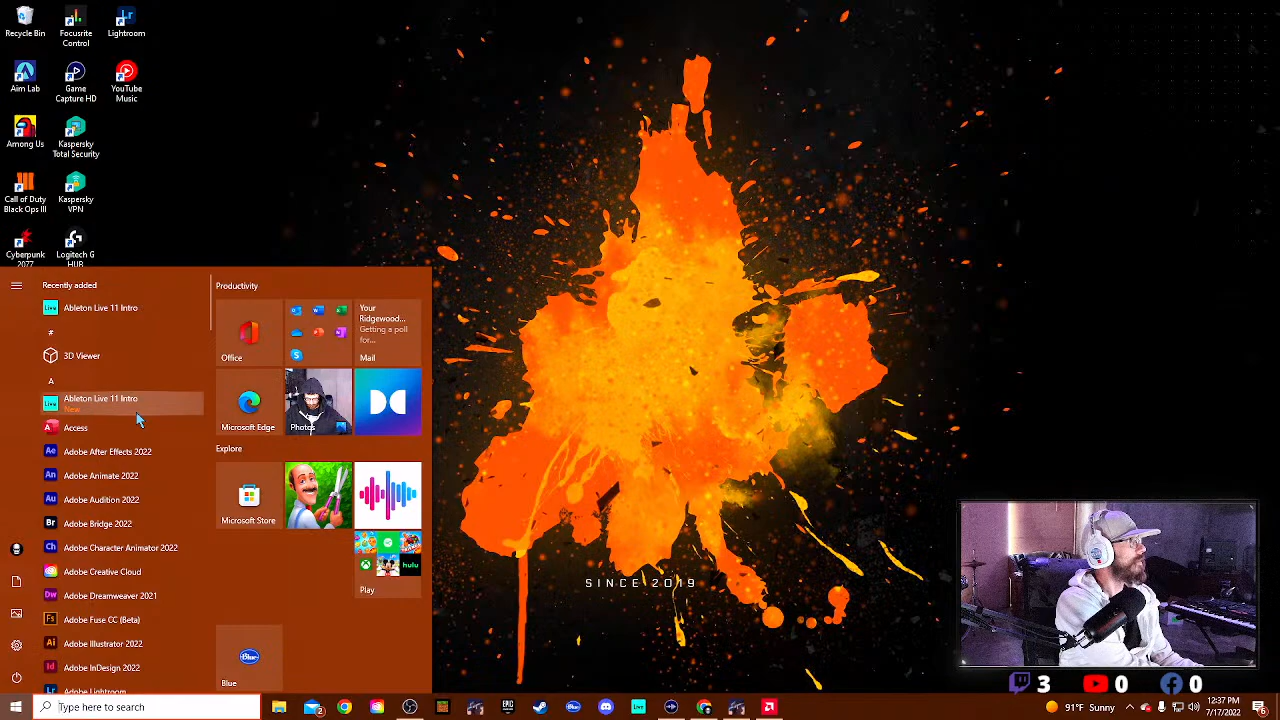 Recycle Bin
Focusrite
Control
Lightroom
Aim Lab
Game
Capture HD
YouTube
Music
Among Us
Kaspersky
Total Security
Call of Duty
Black Ops III
Kaspersky
VPN
Cyberpunk
2077
Logitech G
HUB
Recently added
Ableton Live 11 Intro
#
3D Viewer
A
Ableton Live 11 Intro
New
Access
Adobe After Effects 2022
Adobe Animate 2022
Adobe Audition 2022
Adobe Bridge 2022
Adobe Character Animator 2022
Adobe Creative Cloud
Adobe Dreamweaver 2021
Adobe Fuse CC (Beta)
Adobe Illustrator 2022
Adobe InDesign 2022
Adobe Lightroom
Productivity
Office
Your
Ridgewood...
Getting a poll
for...
Mail
Microsoft Edge
Photos
Explore
Microsoft Store
hulu
Play
Blue
SINCE 2019
3
0
0
Type here to search
91°F Sunny
12:37 PM
7/17/2022